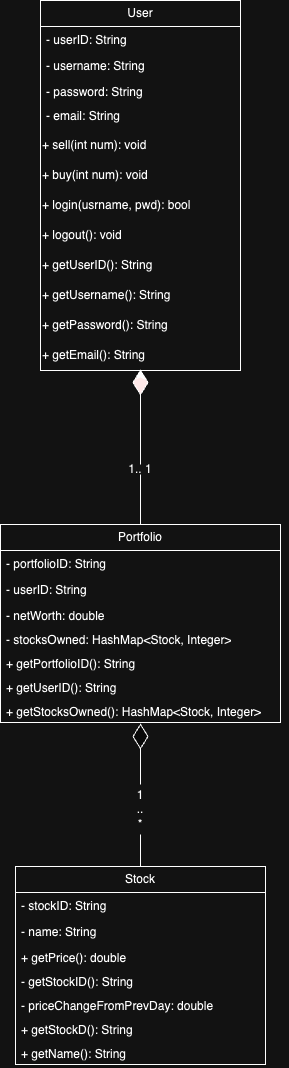 User
- userID: String
- username: String
- password: String
- email: String
+ sell(int num): void
+ buy(int num): void
+ login(usrname, pwd): bool
+ logout(): void
+ getUserID(): String
+ getUsername(): String
+ getPassword(): String
+ getEmail(): String
1.. 1
Portfolio
- portfolioID: String
- userID: String
- netWorth: double
- stocksOwned: HashMap<Stock, Integer>
+ getPortfolioID(): String
+ getUserID(): String
+ getStocksOwned(): HashMap<Stock, Integer>
1
..
*
Stock
- stockID: String
- name: String
+ getPrice(): double
- getStockID(): String
- priceChangeFromPrevDay: double
+ getStockD(): String
+ getName(): String